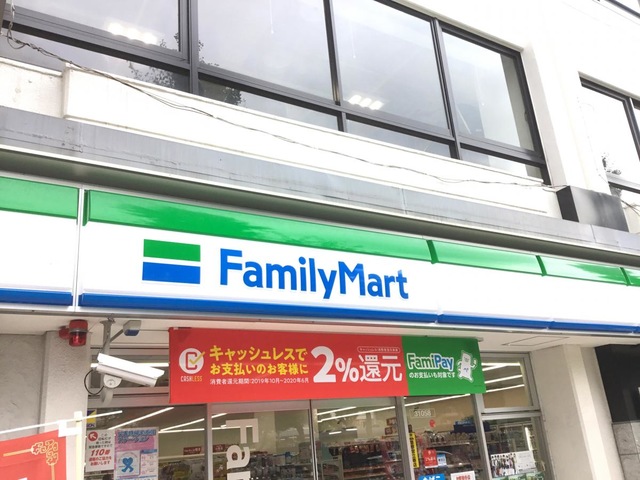 FamilyMart
キャッシュレスで
お支払いのお客様に
2%還元
消費者還元期間:2019年10月~2020年6月
CASHLESS
FamiPay
のお支払いも対象です
110番
Fam